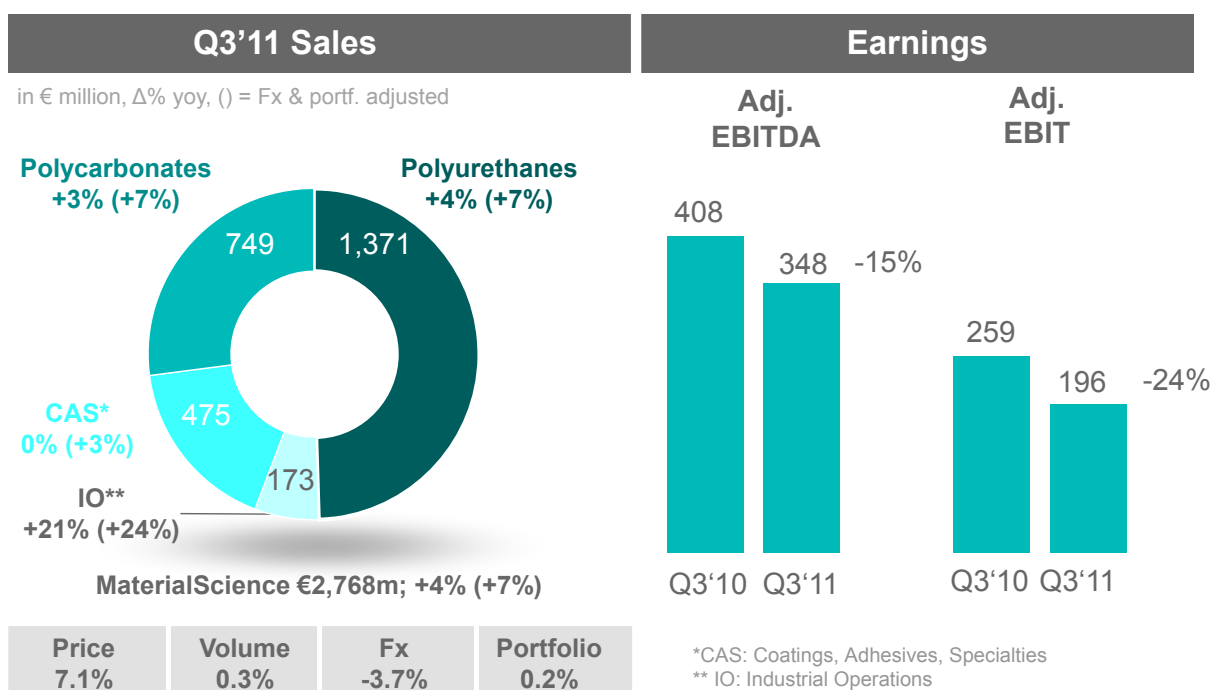 Q3’11 Sales
in € million, Δ% yoy, () = Fx & portf. adjusted
Polycarbonates
+3% (+7%)
Polyurethanes
+4% (+7%)
749
1,371
CAS*
0% (+3%)
475
IO**
+21% (+24%)
173
MaterialScience €2,768m; +4% (+7%)
Price
7.1%
Volume
0.3%
Fx
-3.7%
Portfolio
0.2%
Earnings
Adj.
EBITDA
408
348
-15%
Q3‘10 Q3‘11
Adj.
EBIT
259
196
-24%
Q3‘10 Q3‘11
*CAS: Coatings, Adhesives, Specialties
** IO: Industrial Operations